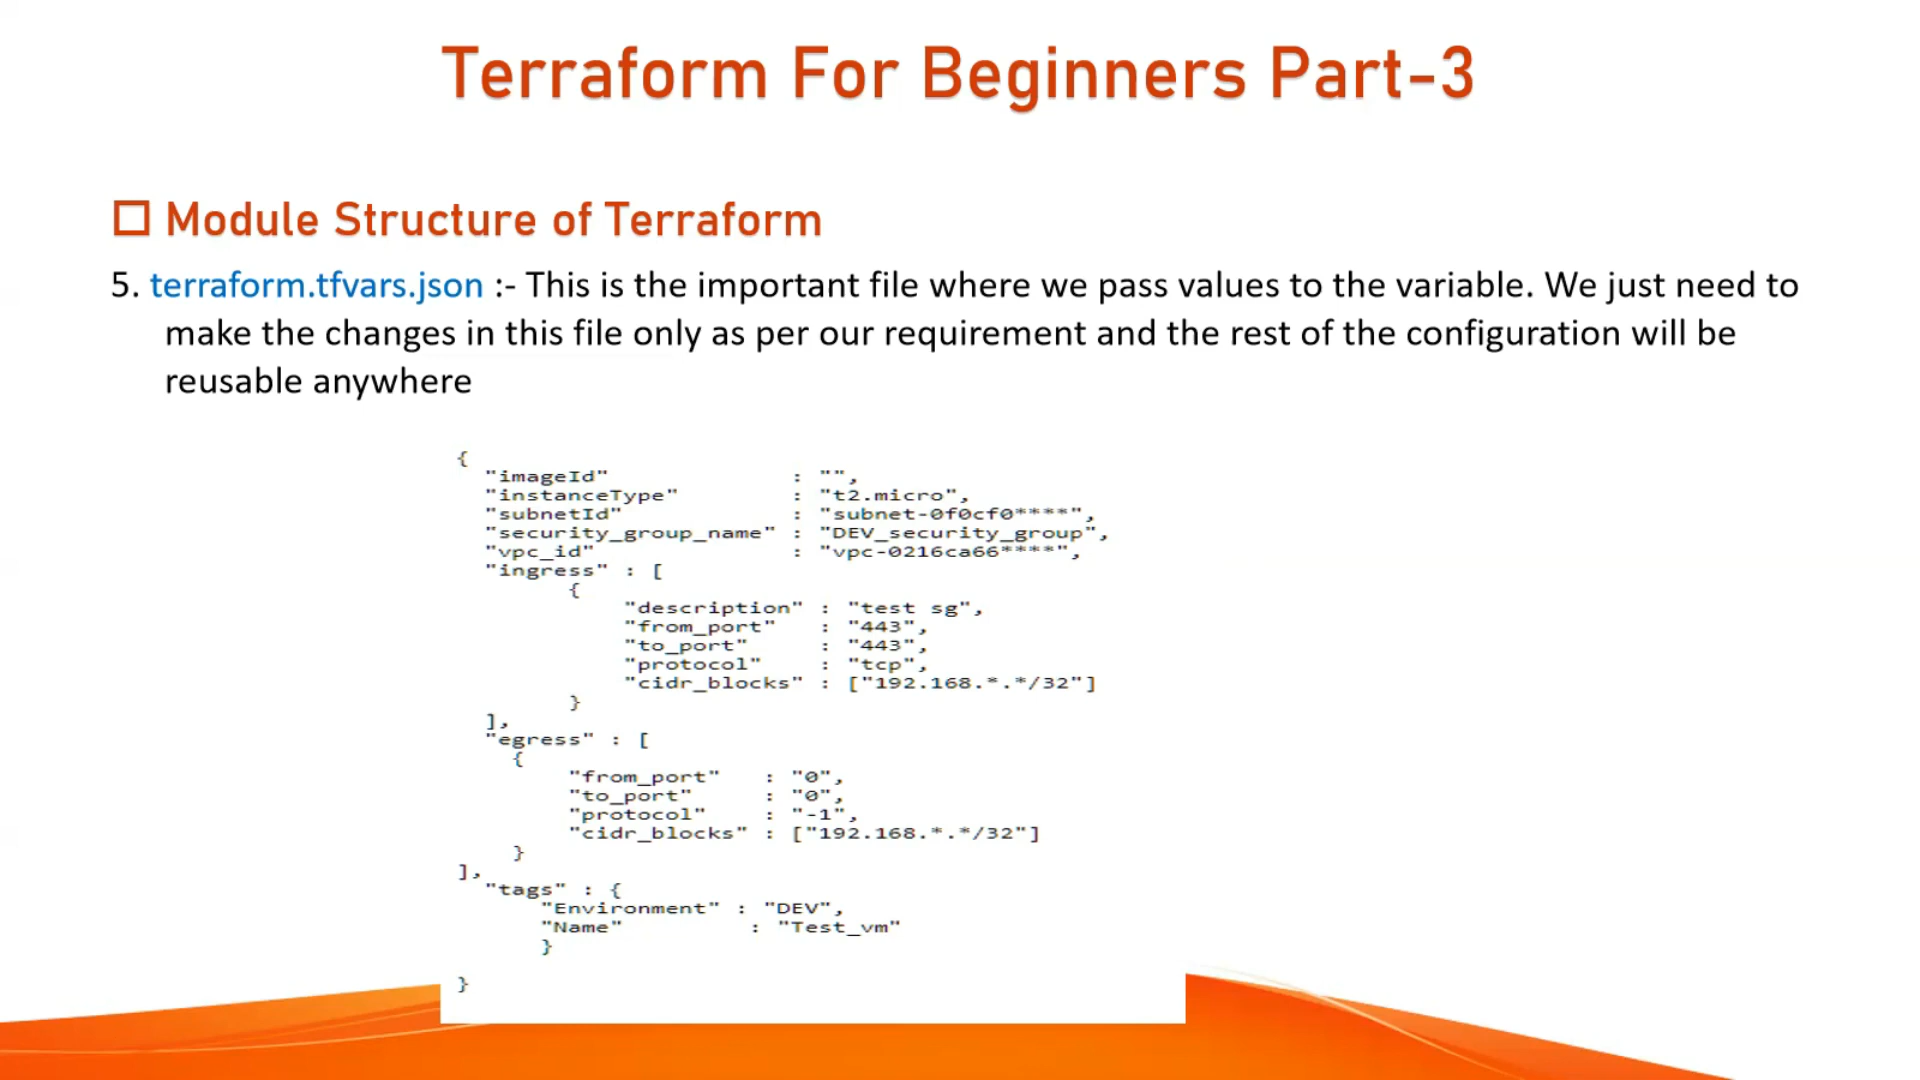 Terraform For Beginners Part-3
Module Structure of Terraform
5. terraform.tfvars.json :- This is the important file where we pass values to the variable. We just need to
make the changes in this file only as per our requirement and the rest of the configuration will be
reusable anywhere
{
"imageId" : "",
"instanceType" : "t2.micro",
"subnetId" : "subnet-0f0cf0****",
"security_group_name" : "DEV_security_group",
"vpc_id" : "vpc-0216ca66****",
"ingress" : [
{
"description" : "test sg",
"from_port" : "443",
"to_port" : "443",
"protocol" : "tcp",
"cidr_blocks" : ["192.168.*.*/32"]
}
],
"egress" : [
{
"from_port" : "0",
"to_port" : "0",
"protocol" : "-1",
"cidr_blocks" : ["192.168.*.*/32"]
}
],
"tags" : {
"Environment" : "DEV",
"Name" : "Test_vm"
}
}